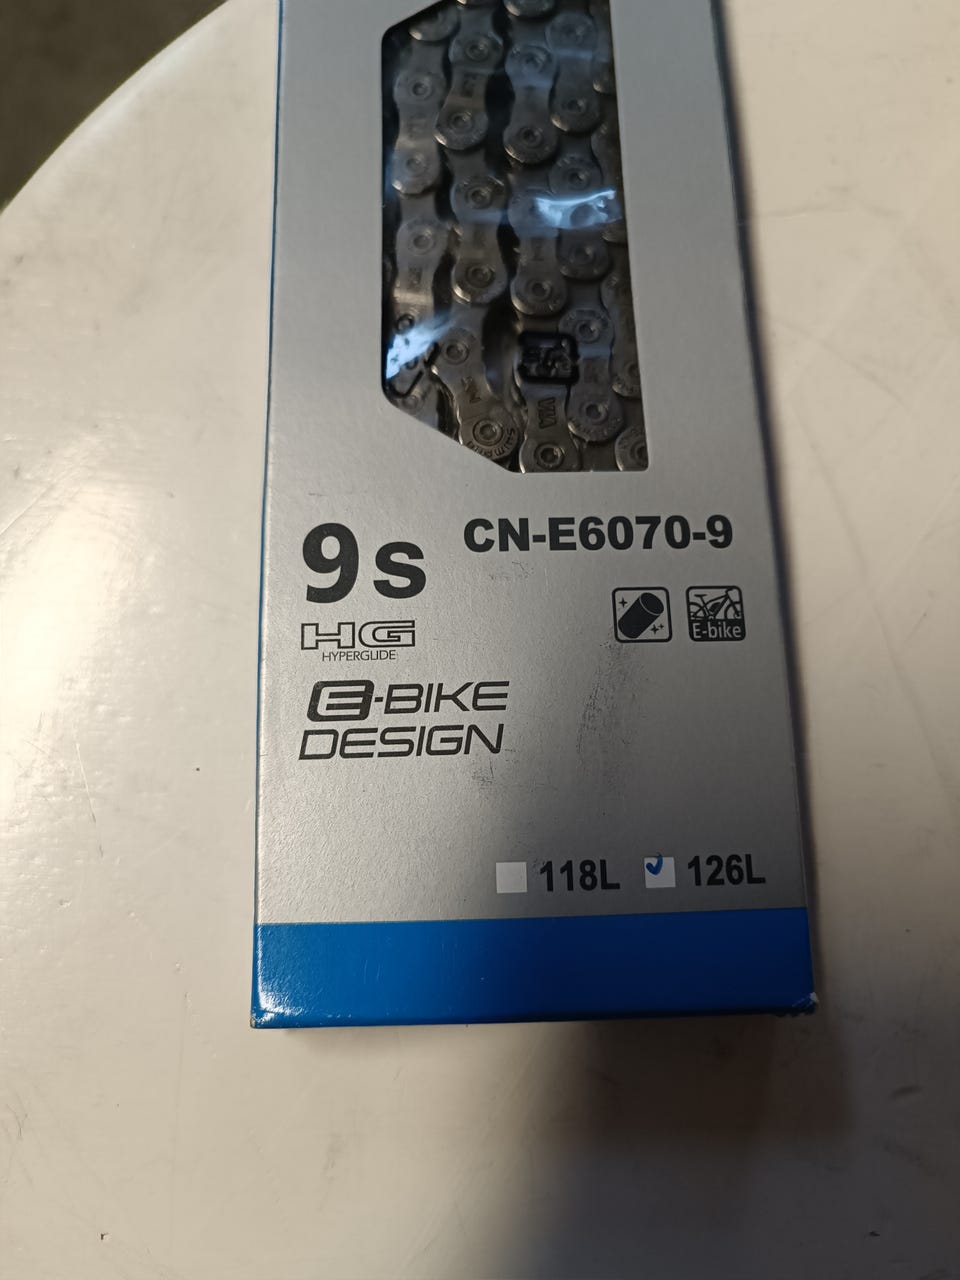 9s
CN-E6070-9
HG
HYPERGLIDE
E-bike
E-BIKE
DESIGN
118L
126L